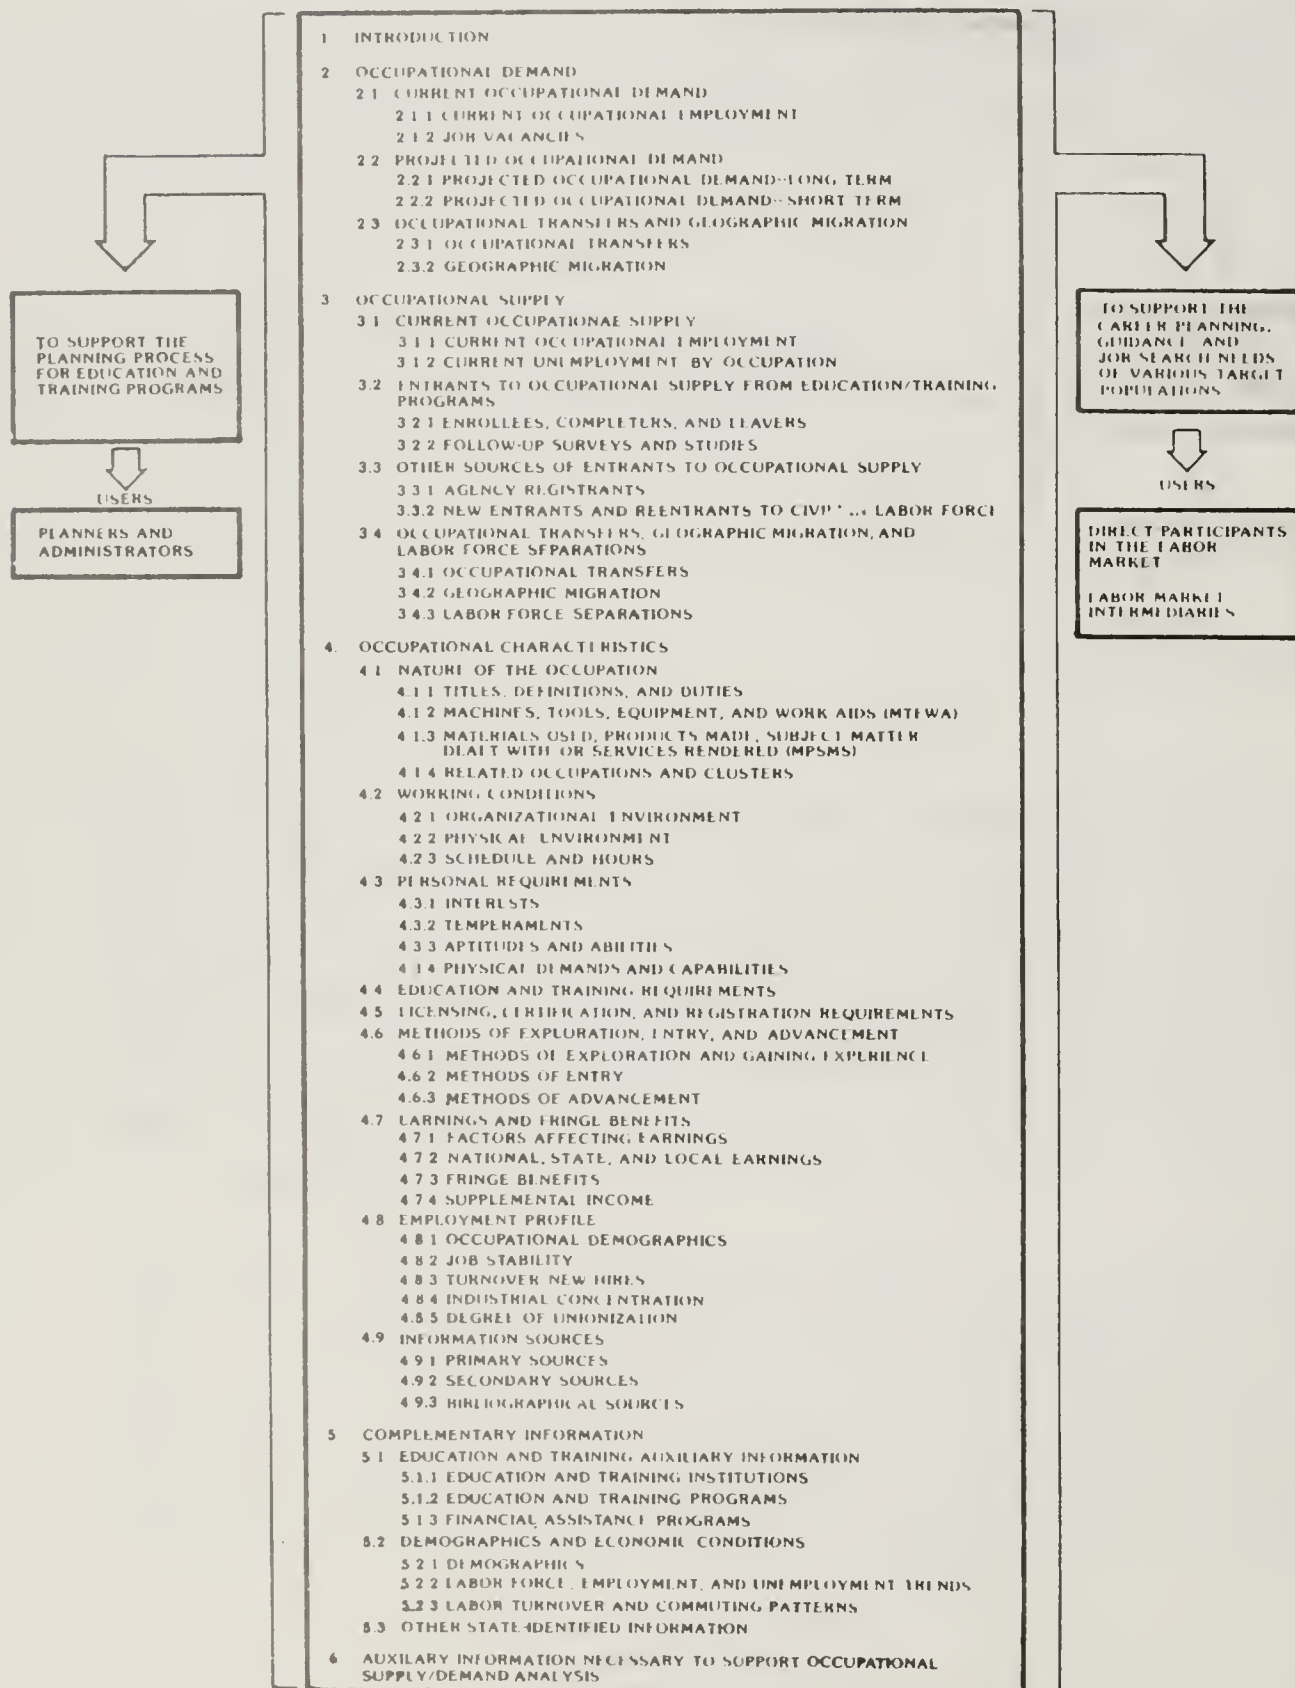 1 INTRODUCTION
2 OCCUPATIONAL DEMAND
2.1 CURRENT OCCUPATIONAL DEMAND
2.1.1 CURRENT OCCUPATIONAL EMPLOYMENT
2.1.2 JOB VACANCIES
2.2 PROJECTED OCCUPATIONAL DEMAND
2.2.1 PROJECTED OCCUPATIONAL DEMAND--LONG TERM
2.2.2 PROJECTED OCCUPATIONAL DEMAND--SHORT TERM
2.3 OCCUPATIONAL TRANSFERS AND GEOGRAPHIC MIGRATION
2.3.1 OCCUPATIONAL TRANSFERS
2.3.2 GEOGRAPHIC MIGRATION
3 OCCUPATIONAL SUPPLY
3.1 CURRENT OCCUPATIONAL SUPPLY
3.1.1 CURRENT OCCUPATIONAL EMPLOYMENT
3.1.2 CURRENT UNEMPLOYMENT BY OCCUPATION
3.2 ENTRANTS TO OCCUPATIONAL SUPPLY FROM EDUCATION/TRAINING
PROGRAMS
3.2.1 ENROLLEES, COMPLETERS, AND LEAVERS
3.2.2 FOLLOW-UP SURVEYS AND STUDIES
3.3 OTHER SOURCES OF ENTRANTS TO OCCUPATIONAL SUPPLY
3.3.1 AGENCY REGISTRANTS
3.3.2 NEW ENTRANTS AND REENTRANTS TO LABOR FORCE
3.4 OCCUPATIONAL TRANSFERS, GEOGRAPHIC MIGRATION, AND
LABOR FORCE SEPARATIONS
3.4.1 OCCUPATIONAL TRANSFERS
3.4.2 GEOGRAPHIC MIGRATION
3.4.3 LABOR FORCE SEPARATIONS
4. OCCUPATIONAL CHARACTERISTICS
4.1 NATURE OF THE OCCUPATION
4.1.1 TITLES, DEFINITIONS, AND DUTIES
4.1.2 MACHINES, TOOLS, EQUIPMENT, AND WORK AIDS (MTEWA)
4.1.3 MATERIALS USED, PRODUCTS MADE, SUBJECT MATTER
DEALT WITH OR SERVICES RENDERED (MPSMS)
4.1.4 RELATED OCCUPATIONS AND CLUSTERS
4.2 WORKING CONDITIONS
4.2.1 ORGANIZATIONAL ENVIRONMENT
4.2.2 PHYSICAL ENVIRONMENT
4.2.3 SCHEDULE AND HOURS
4.3 PERSONAL REQUIREMENTS
4.3.1 INTERESTS
4.3.2 TEMPERAMENTS
4.3.3 APTITUDES AND ABILITIES
4.3.4 PHYSICAL DEMANDS AND CAPABILITIES
4.4 EDUCATION AND TRAINING REQUIREMENTS
4.5 LICENSING, CERTIFICATION, AND REGISTRATION REQUIREMENTS
4.6 METHODS OF EXPLORATION, ENTRY, AND ADVANCEMENT
4.6.1 METHODS OF EXPLORATION AND GAINING EXPERIENCE
4.6.2 METHODS OF ENTRY
4.6.3 METHODS OF ADVANCEMENT
4.7 EARNINGS AND FRINGE BENEFITS
4.7.1 FACTORS AFFECTING EARNINGS
4.7.2 NATIONAL, STATE, AND LOCAL EARNINGS
4.7.3 FRINGE BENEFITS
4.7.4 SUPPLEMENTAL INCOME
4.8 EMPLOYMENT PROFILE
4.8.1 OCCUPATIONAL DEMOGRAPHICS
4.8.2 JOB STABILITY
4.8.3 TURNOVER NEW HIRES
4.8.4 INDUSTRIAL CONCENTRATION
4.8.5 DEGREE OF UNIONIZATION
4.9 INFORMATION SOURCES
4.9.1 PRIMARY SOURCES
4.9.2 SECONDARY SOURCES
4.9.3 BIBLIOGRAPHICAL SOURCES
5 COMPLEMENTARY INFORMATION
5.1 EDUCATION AND TRAINING AUXILIARY INFORMATION
5.1.1 EDUCATION AND TRAINING INSTITUTIONS
5.1.2 EDUCATION AND TRAINING PROGRAMS
5.1.3 FINANCIAL ASSISTANCE PROGRAMS
5.2 DEMOGRAPHICS AND ECONOMIC CONDITIONS
5.2.1 DEMOGRAPHICS
5.2.2 LABOR FORCE, EMPLOYMENT, AND UNEMPLOYMENT TRENDS
5.2.3 LABOR TURNOVER AND COMMUTING PATTERNS
5.3 OTHER STATE-IDENTIFIED INFORMATION
6 AUXILARY INFORMATION NECESSARY TO SUPPORT OCCUPATIONAL
SUPPLY/DEMAND ANALYSIS
TO SUPPORT THE
PLANNING PROCESS
FOR EDUCATION AND
TRAINING PROGRAMS
USERS
PLANNERS AND
ADMINISTRATORS
TO SUPPORT THE
CAREER PLANNING,
GUIDANCE AND
JOB SEARCH NEEDS
OF VARIOUS TARGET
POPULATIONS
USERS
DIRECT PARTICIPANTS
IN THE LABOR
MARKET
LABOR MARKET
INTERMEDIARIES